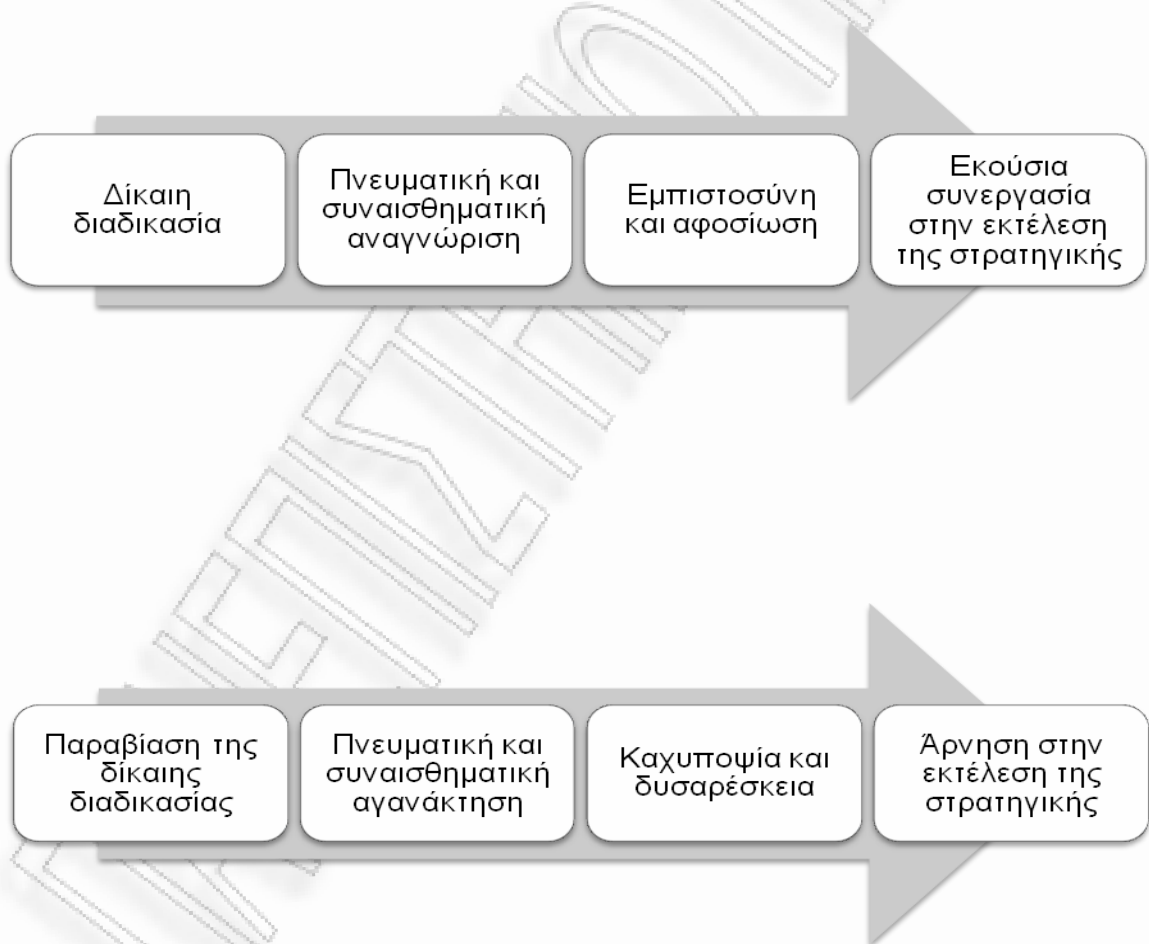 Δίκαιη
διαδικασία
Πνευματική και
συναισθηματική
αναγνώριση
Εμπιστοσύνη
και αφοσίωση
Εκούσια
συνεργασία
στην εκτέλεση
της στρατηγικής
Παραβίαση της
δίκαιης
διαδικασίας
Πνευματική και
συναισθηματική
αγανάκτηση
Καχυποψία και
δυσαρέσκεια
Άρνηση στην
εκτέλεση της
στρατηγικής